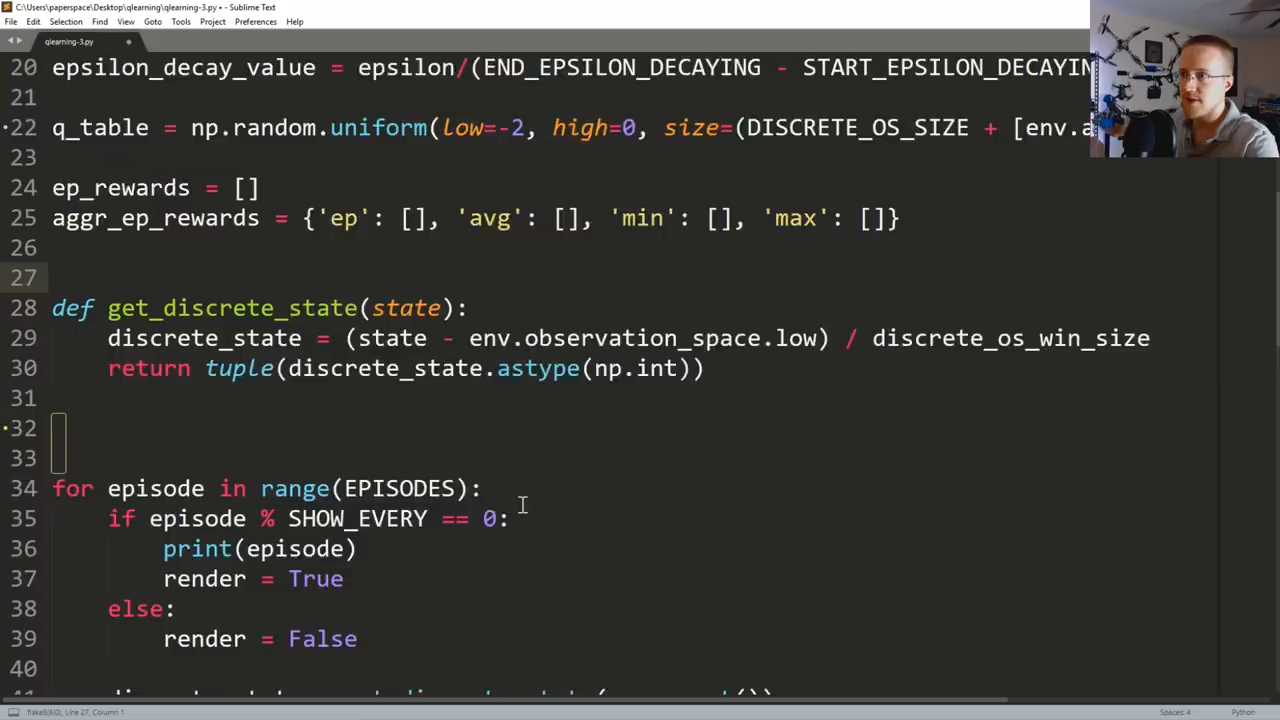 C:\Users\paperspace\Desktop\qlearning\qlearning-3.py • - Sublime Text
File Edit Selection Find View Goto Tools Project Preferences Help
qlearning-3.py
20 epsilon_decay_value = epsilon/(END_EPSILON_DECAYING - START_EPSILON_DECAYIN
21
22 q_table = np.random.uniform(low=-2, high=0, size=(DISCRETE_OS_SIZE + [env.a
23
24 ep_rewards = []
25 aggr_ep_rewards = {'ep': [], 'avg': [], 'min': [], 'max': []}
26
27
28 def get_discrete_state(state):
29 discrete_state = (state - env.observation_space.low) / discrete_os_win_size
30 return tuple(discrete_state.astype(np.int))
31
32
33
34 for episode in range(EPISODES):
35 if episode % SHOW_EVERY == 0:
36 print(episode)
37 render = True
38 else:
39 render = False
40
flake8(6|0), Line 27, Column 1 Spaces: 4 Python